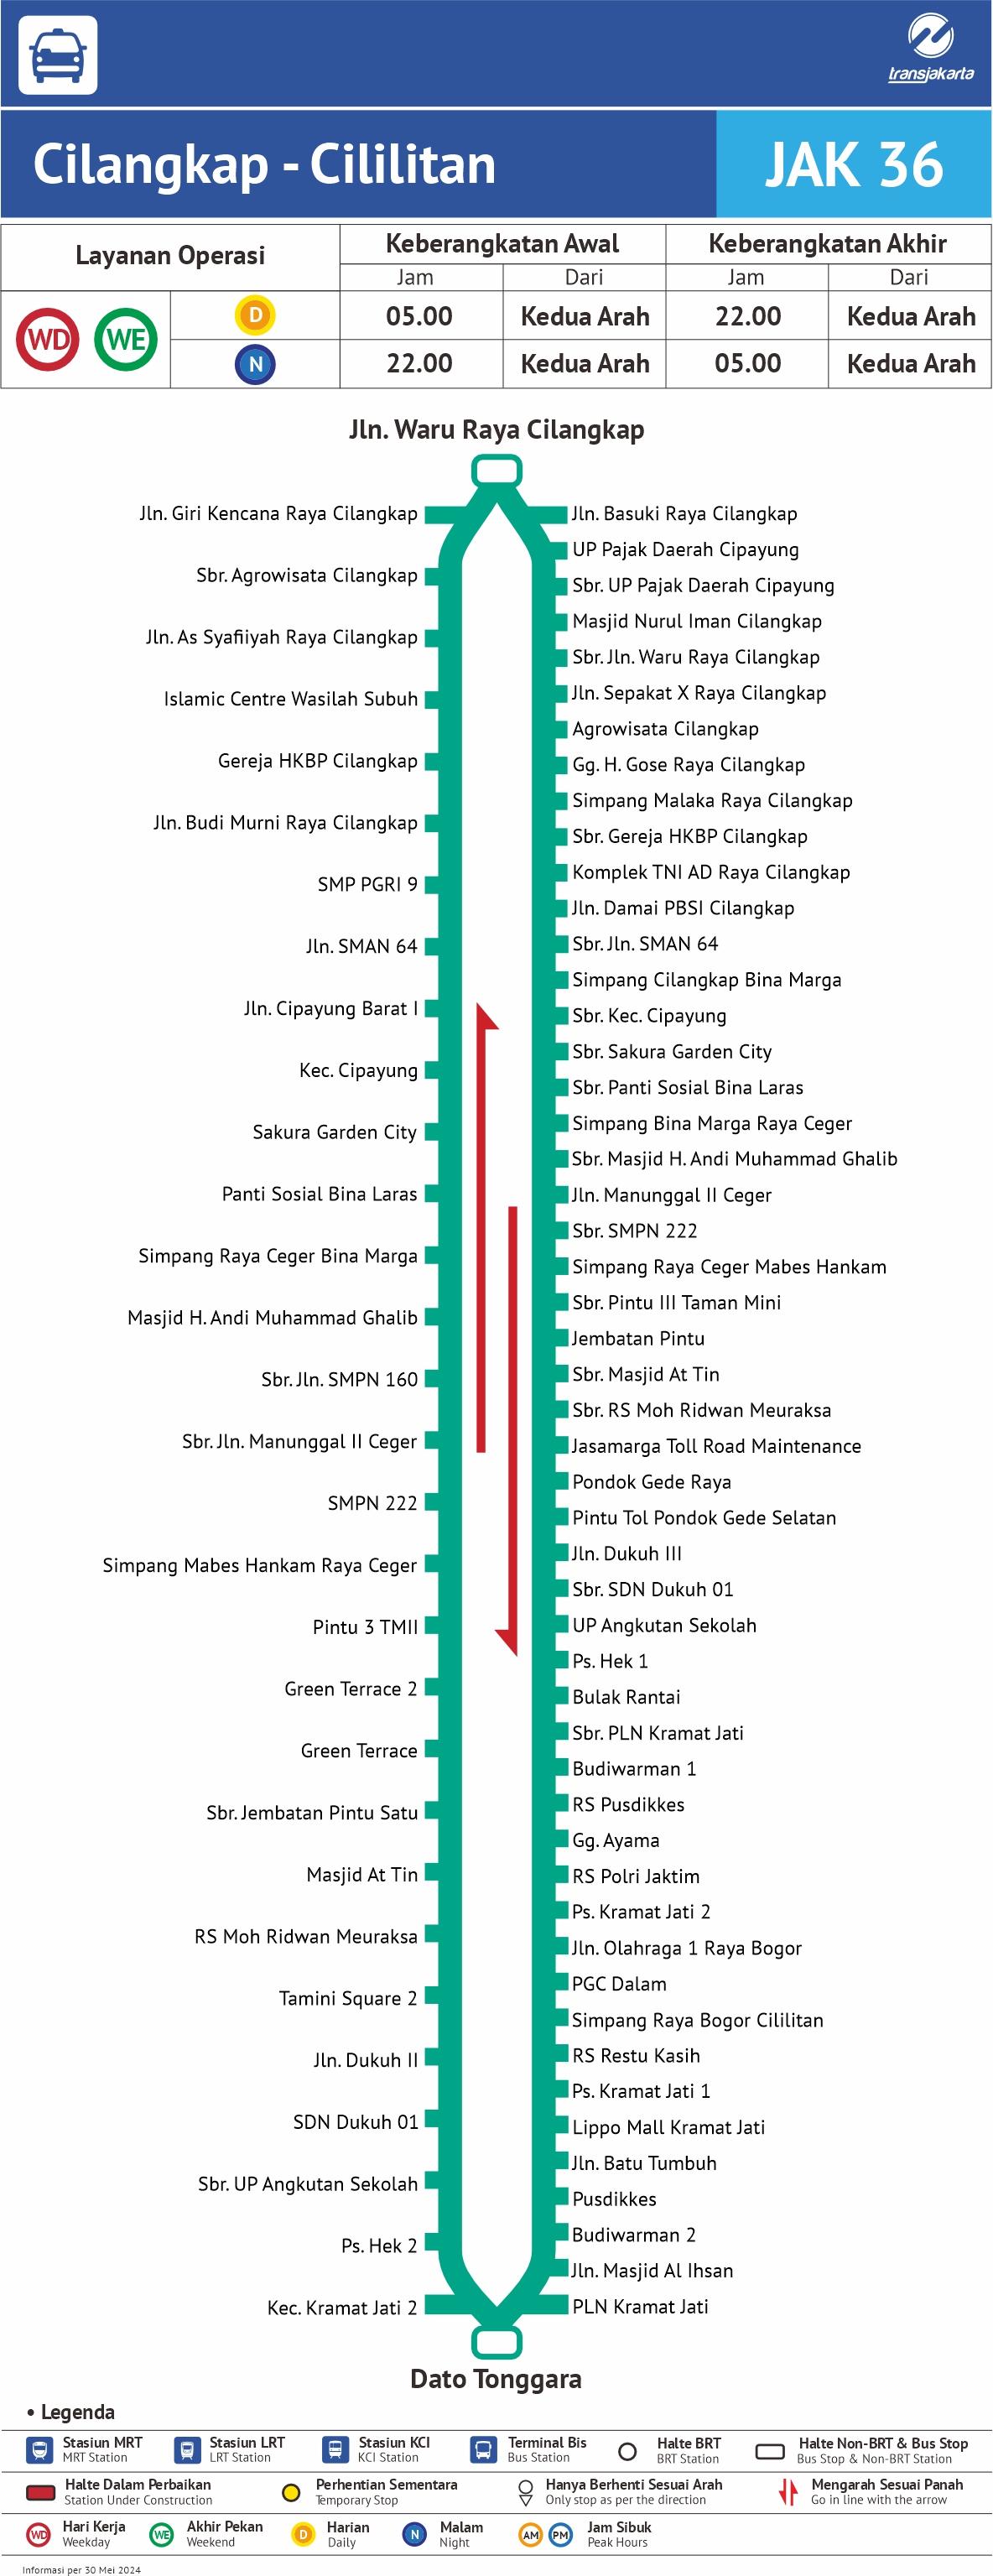 transjakarta
Cilangkap - Cililitan
JAK 36
Layanan Operasi
Keberangkatan Awal
Keberangkatan Akhir
Jam
Dari
Jam
Dari
WD
WE
D
05.00
Kedua Arah
22.00
Kedua Arah
N
22.00
Kedua Arah
05.00
Kedua Arah
Jln. Waru Raya Cilangkap
Jln. Giri Kencana Raya Cilangkap
Sbr. Agrowisata Cilangkap
Jln. As Syafiiyah Raya Cilangkap
Islamic Centre Wasilah Subuh
Gereja HKBP Cilangkap
Jln. Budi Murni Raya Cilangkap
SMP PGRI 9
Jln. SMAN 64
Jln. Cipayung Barat I
Kec. Cipayung
Sakura Garden City
Panti Sosial Bina Laras
Simpang Raya Ceger Bina Marga
Masjid H. Andi Muhammad Ghalib
Sbr. Jln. SMPN 160
Sbr. Jln. Manunggal II Ceger
SMPN 222
Simpang Mabes Hankam Raya Ceger
Pintu 3 TMII
Green Terrace 2
Green Terrace
Sbr. Jembatan Pintu Satu
Masjid At Tin
RS Moh Ridwan Meuraksa
Tamini Square 2
Jln. Dukuh II
SDN Dukuh 01
Sbr. UP Angkutan Sekolah
Ps. Hek 2
Kec. Kramat Jati 2
Jln. Basuki Raya Cilangkap
UP Pajak Daerah Cipayung
Sbr. UP Pajak Daerah Cipayung
Masjid Nurul Iman Cilangkap
Sbr. Jln. Waru Raya Cilangkap
Jln. Sepakat X Raya Cilangkap
Agrowisata Cilangkap
Gg. H. Gose Raya Cilangkap
Simpang Malaka Raya Cilangkap
Sbr. Gereja HKBP Cilangkap
Komplek TNI AD Raya Cilangkap
Jln. Damai PBSI Cilangkap
Sbr. Jln. SMAN 64
Simpang Cilangkap Bina Marga
Sbr. Kec. Cipayung
Sbr. Sakura Garden City
Sbr. Panti Sosial Bina Laras
Simpang Bina Marga Raya Ceger
Sbr. Masjid H. Andi Muhammad Ghalib
Jln. Manunggal II Ceger
Sbr. SMPN 222
Simpang Raya Ceger Mabes Hankam
Sbr. Pintu III Taman Mini
Jembatan Pintu
Sbr. Masjid At Tin
Sbr. RS Moh Ridwan Meuraksa
Jasamarga Toll Road Maintenance
Pondok Gede Raya
Pintu Tol Pondok Gede Selatan
Jln. Dukuh III
Sbr. SDN Dukuh 01
UP Angkutan Sekolah
Ps. Hek 1
Bulak Rantai
Sbr. PLN Kramat Jati
Budiwarman 1
RS Pusdikkes
Gg. Ayama
RS Polri Jaktim
Ps. Kramat Jati 2
Jln. Olahraga 1 Raya Bogor
PGC Dalam
Simpang Raya Bogor Cililitan
RS Restu Kasih
Ps. Kramat Jati 1
Lippo Mall Kramat Jati
Jln. Batu Tumbuh
Pusdikkes
Budiwarman 2
Jln. Masjid Al Ihsan
PLN Kramat Jati
Dato Tonggara
• Legenda
Stasiun MRT
MRT Station
Stasiun LRT
LRT Station
Stasiun KCI
KCI Station
Terminal Bis
Bus Station
Halte BRT
BRT Station
Halte Non-BRT & Bus Stop
Bus Stop & Non-BRT Station
Halte Dalam Perbaikan
Station Under Construction
Perhentian Sementara
Temporary Stop
Hanya Berhenti Sesuai Arah
Only stop as per the direction
Mengarah Sesuai Panah
Go in line with the arrow
WD
Hari Kerja
Weekday
WE
Akhir Pekan
Weekend
D
Harian
Daily
N
Malam
Night
AM
PM
Jam Sibuk
Peak Hours
Informasi per 30 Mei 2024